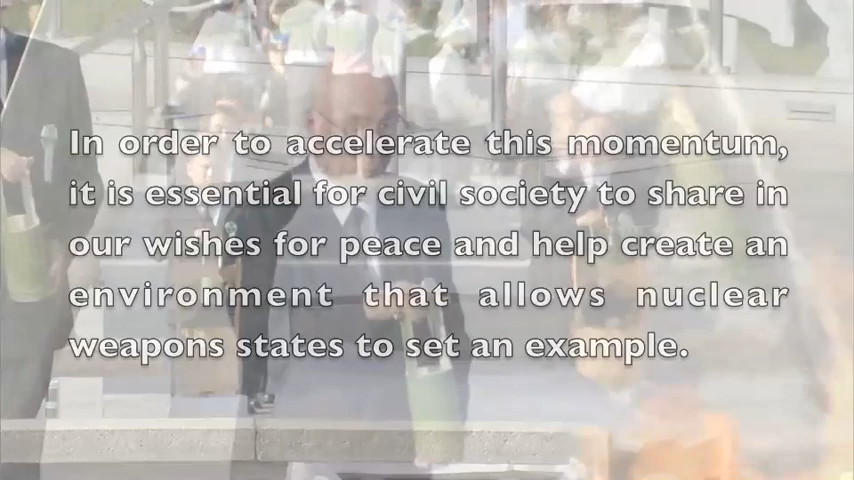 In order to accelerate this momentum,
it is essential for civil society to share in
our wishes for peace and help create an
environment that allows nuclear
weapons states to set an example.